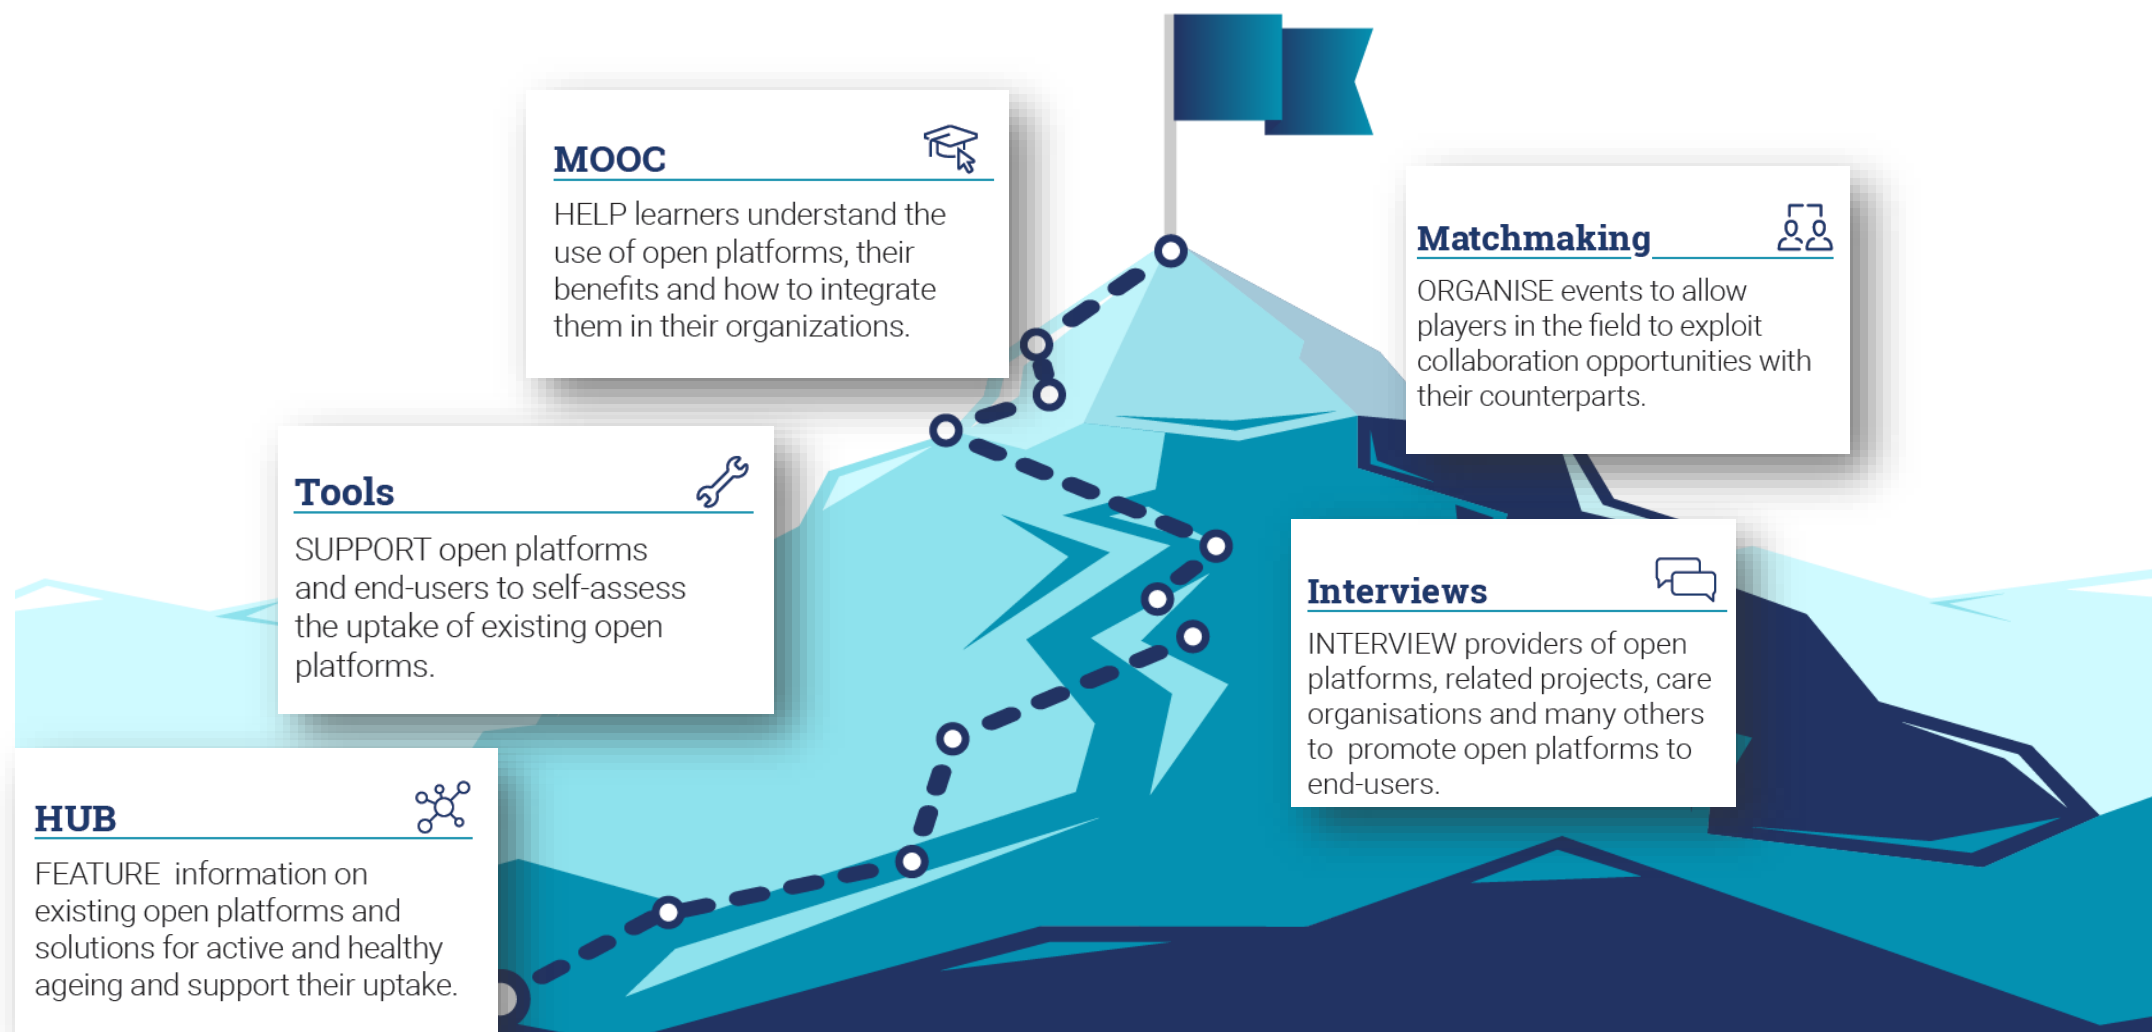 MOOC
HELP learners understand the
use of open platforms, their
benefits and how to integrate
them in their organizations.
Matchmaking
ORGANISE events to allow
players in the field to exploit
collaboration opportunities with
their counterparts.
Tools
SUPPORT open platforms
and end-users to self-assess
the uptake of existing open
platforms.
Interviews
INTERVIEW providers of open
platforms, related projects, care
organisations and many others
to  promote open platforms to
end-users.
HUB
FEATURE  information on
existing open platforms and
solutions for active and healthy
ageing and support their uptake.